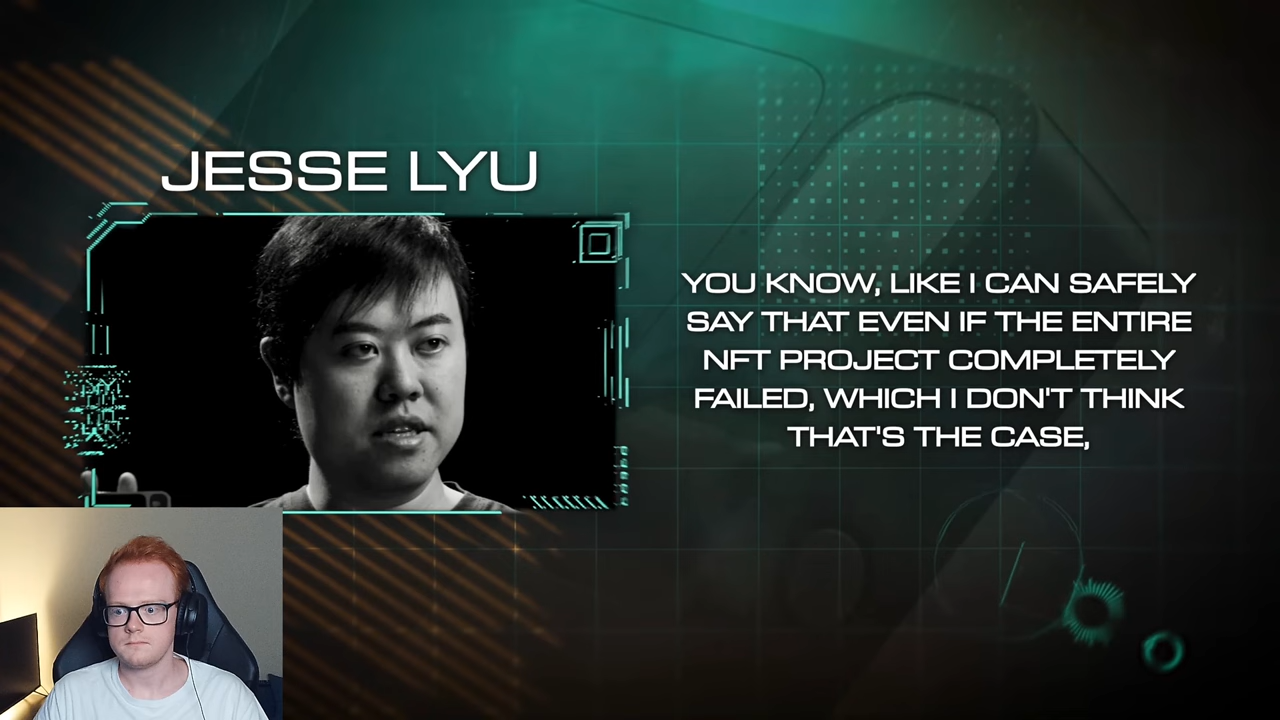 JESSE LYU
YOU KNOW, LIKE I CAN SAFELY
SAY THAT EVEN IF THE ENTIRE
NFT PROJECT COMPLETELY
FAILED, WHICH I DON'T THINK
THAT'S THE CASE,